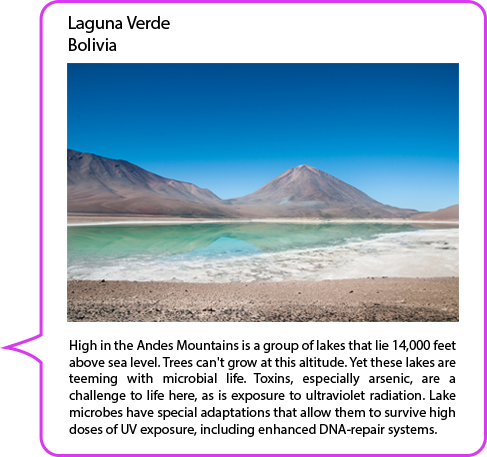 Laguna Verde
Bolivia
High in the Andes Mountains is a group of lakes that lie 14,000 feet
above sea level. Trees can't grow at this altitude. Yet these lakes are
teeming with microbial life. Toxins, especially arsenic, are a
challenge to life here, as is exposure to ultraviolet radiation. Lake
microbes have special adaptations that allow them to survive high
doses of UV exposure, including enhanced DNA-repair systems.